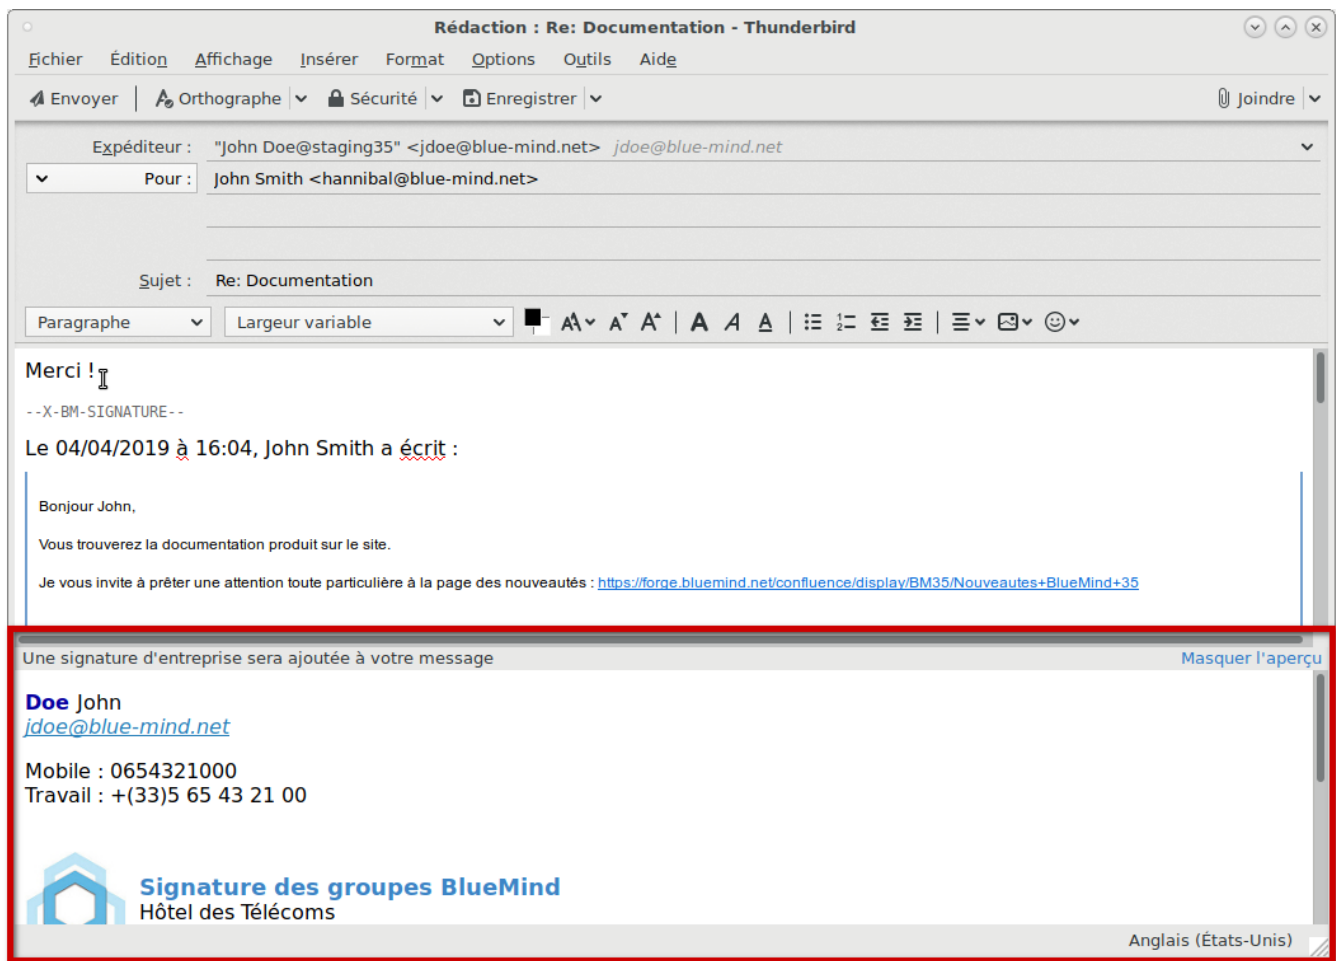 Rédaction : Re: Documentation - Thunderbird
Fichier Édition Affichage Insérer Format Options Outils Aide
Envoyer Orthographe Sécurité Enregistrer Joindre
Expéditeur : "John Doe@staging35" <jdoe@blue-mind.net> jdoe@blue-mind.net
Pour : John Smith <hannibal@blue-mind.net>
Sujet : Re: Documentation
Paragraphe Largeur variable
Merci !
--X-BM-SIGNATURE--
Le 04/04/2019 à 16:04, John Smith a écrit :
Bonjour John,
Vous trouverez la documentation produit sur le site.
Je vous invite à prêter une attention toute particulière à la page des nouveautés : https://forge.bluemind.net/confluence/display/BM35/Nouveautes+BlueMind+35
Une signature d'entreprise sera ajoutée à votre message Masquer l'aperçu
Doe John
jdoe@blue-mind.net
Mobile : 0654321000
Travail : +(33)5 65 43 21 00
Signature des groupes BlueMind
Hôtel des Télécoms
Anglais (États-Unis)